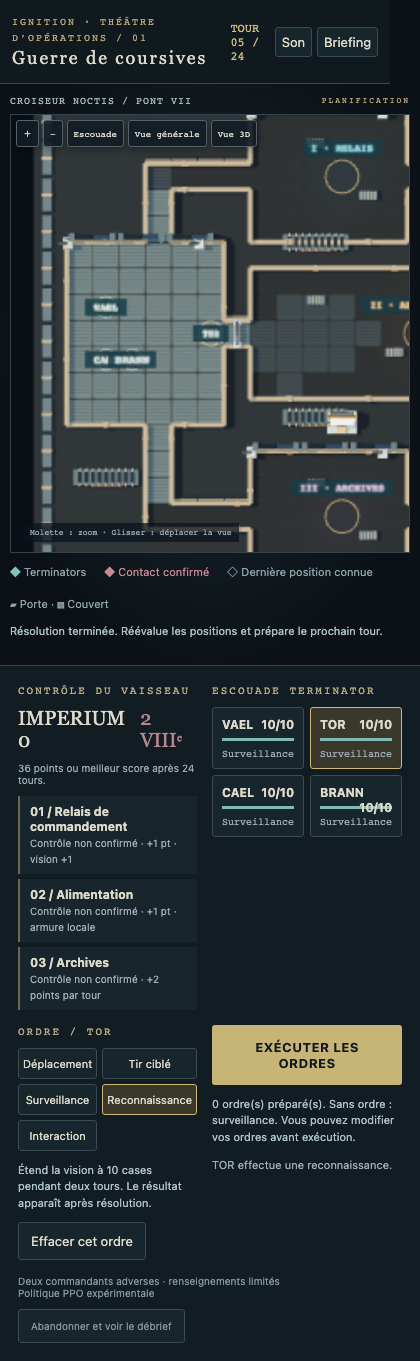 IGNITION · THÉÂTRE
D'OPÉRATIONS / 01
Guerre de coursives
TOUR
05 /
24
Son
Briefing
CROISEUR NOCTIS / PONT VII
PLANIFICATION
+
−
Escouade
Vue générale
Vue 3D
I · RELAIS
VAEL
TOR
II · A
BRANN
III · ARCHIVES
Molette : zoom · Glisser : déplacer la vue
Terminators
Contact confirmé
Dernière position connue
Porte · Couvert
Résolution terminée. Réévalue les positions et prépare le prochain tour.
CONTRÔLE DU VAISSEAU
IMPERIUM
0
2
VIIIe
36 points ou meilleur score après 24
tours.
01 / Relais de
commandement
Contrôle non confirmé · +1 pt ·
vision +1
02 / Alimentation
Contrôle non confirmé · +1 pt ·
armure locale
03 / Archives
Contrôle non confirmé · +2
points par tour
ESCOUADE TERMINATOR
VAEL 10/10
Surveillance
TOR 10/10
Surveillance
CAEL 10/10
Surveillance
BRANN
10/10
Surveillance
ORDRE / TOR
Déplacement
Tir ciblé
Surveillance
Reconnaissance
Interaction
Étend la vision à 10 cases
pendant deux tours. Le résultat
apparaît après résolution.
Effacer cet ordre
EXÉCUTER LES
ORDRES
0 ordre(s) préparé(s). Sans ordre :
surveillance. Vous pouvez modifier
vos ordres avant exécution.
TOR effectue une reconnaissance.
Deux commandants adverses · renseignements limités
Politique PPO expérimentale
Abandonner et voir le débrief